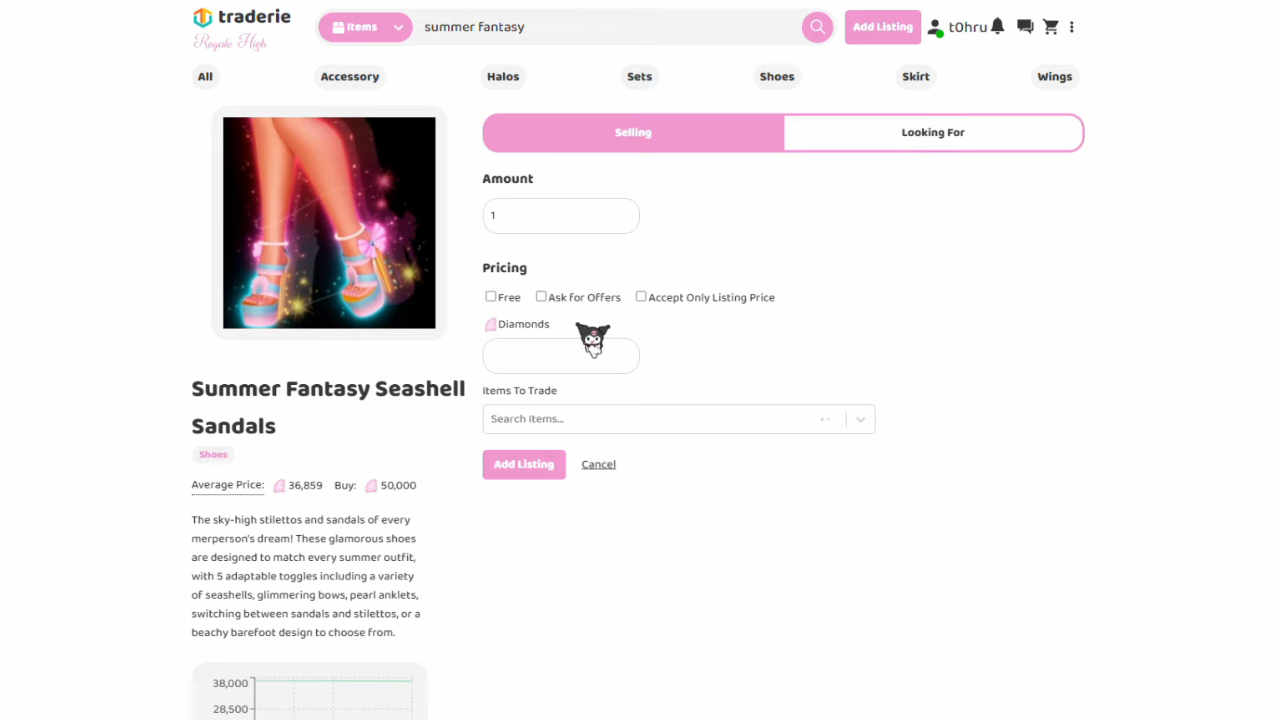 traderie
Royale High
Items
summer fantasy
Add Listing
t0hru
All
Accessory
Halos
Sets
Shoes
Skirt
Wings
Selling
Looking For
Amount
1
Pricing
Free
Ask for Offers
Accept Only Listing Price
Diamonds
Items To Trade
Search Items...
Add Listing
Cancel
Summer Fantasy Seashell
Sandals
Shoes
Average Price: 36,859 Buy: 50,000
The sky-high stilettos and sandals of every
merperson's dream! These glamorous shoes
are designed to match every summer outfit,
with 5 adaptable toggles including a variety
of seashells, glimmering bows, pearl anklets,
switching between sandals and stilettos, or a
beachy barefoot design to choose from.
38,000
28,500